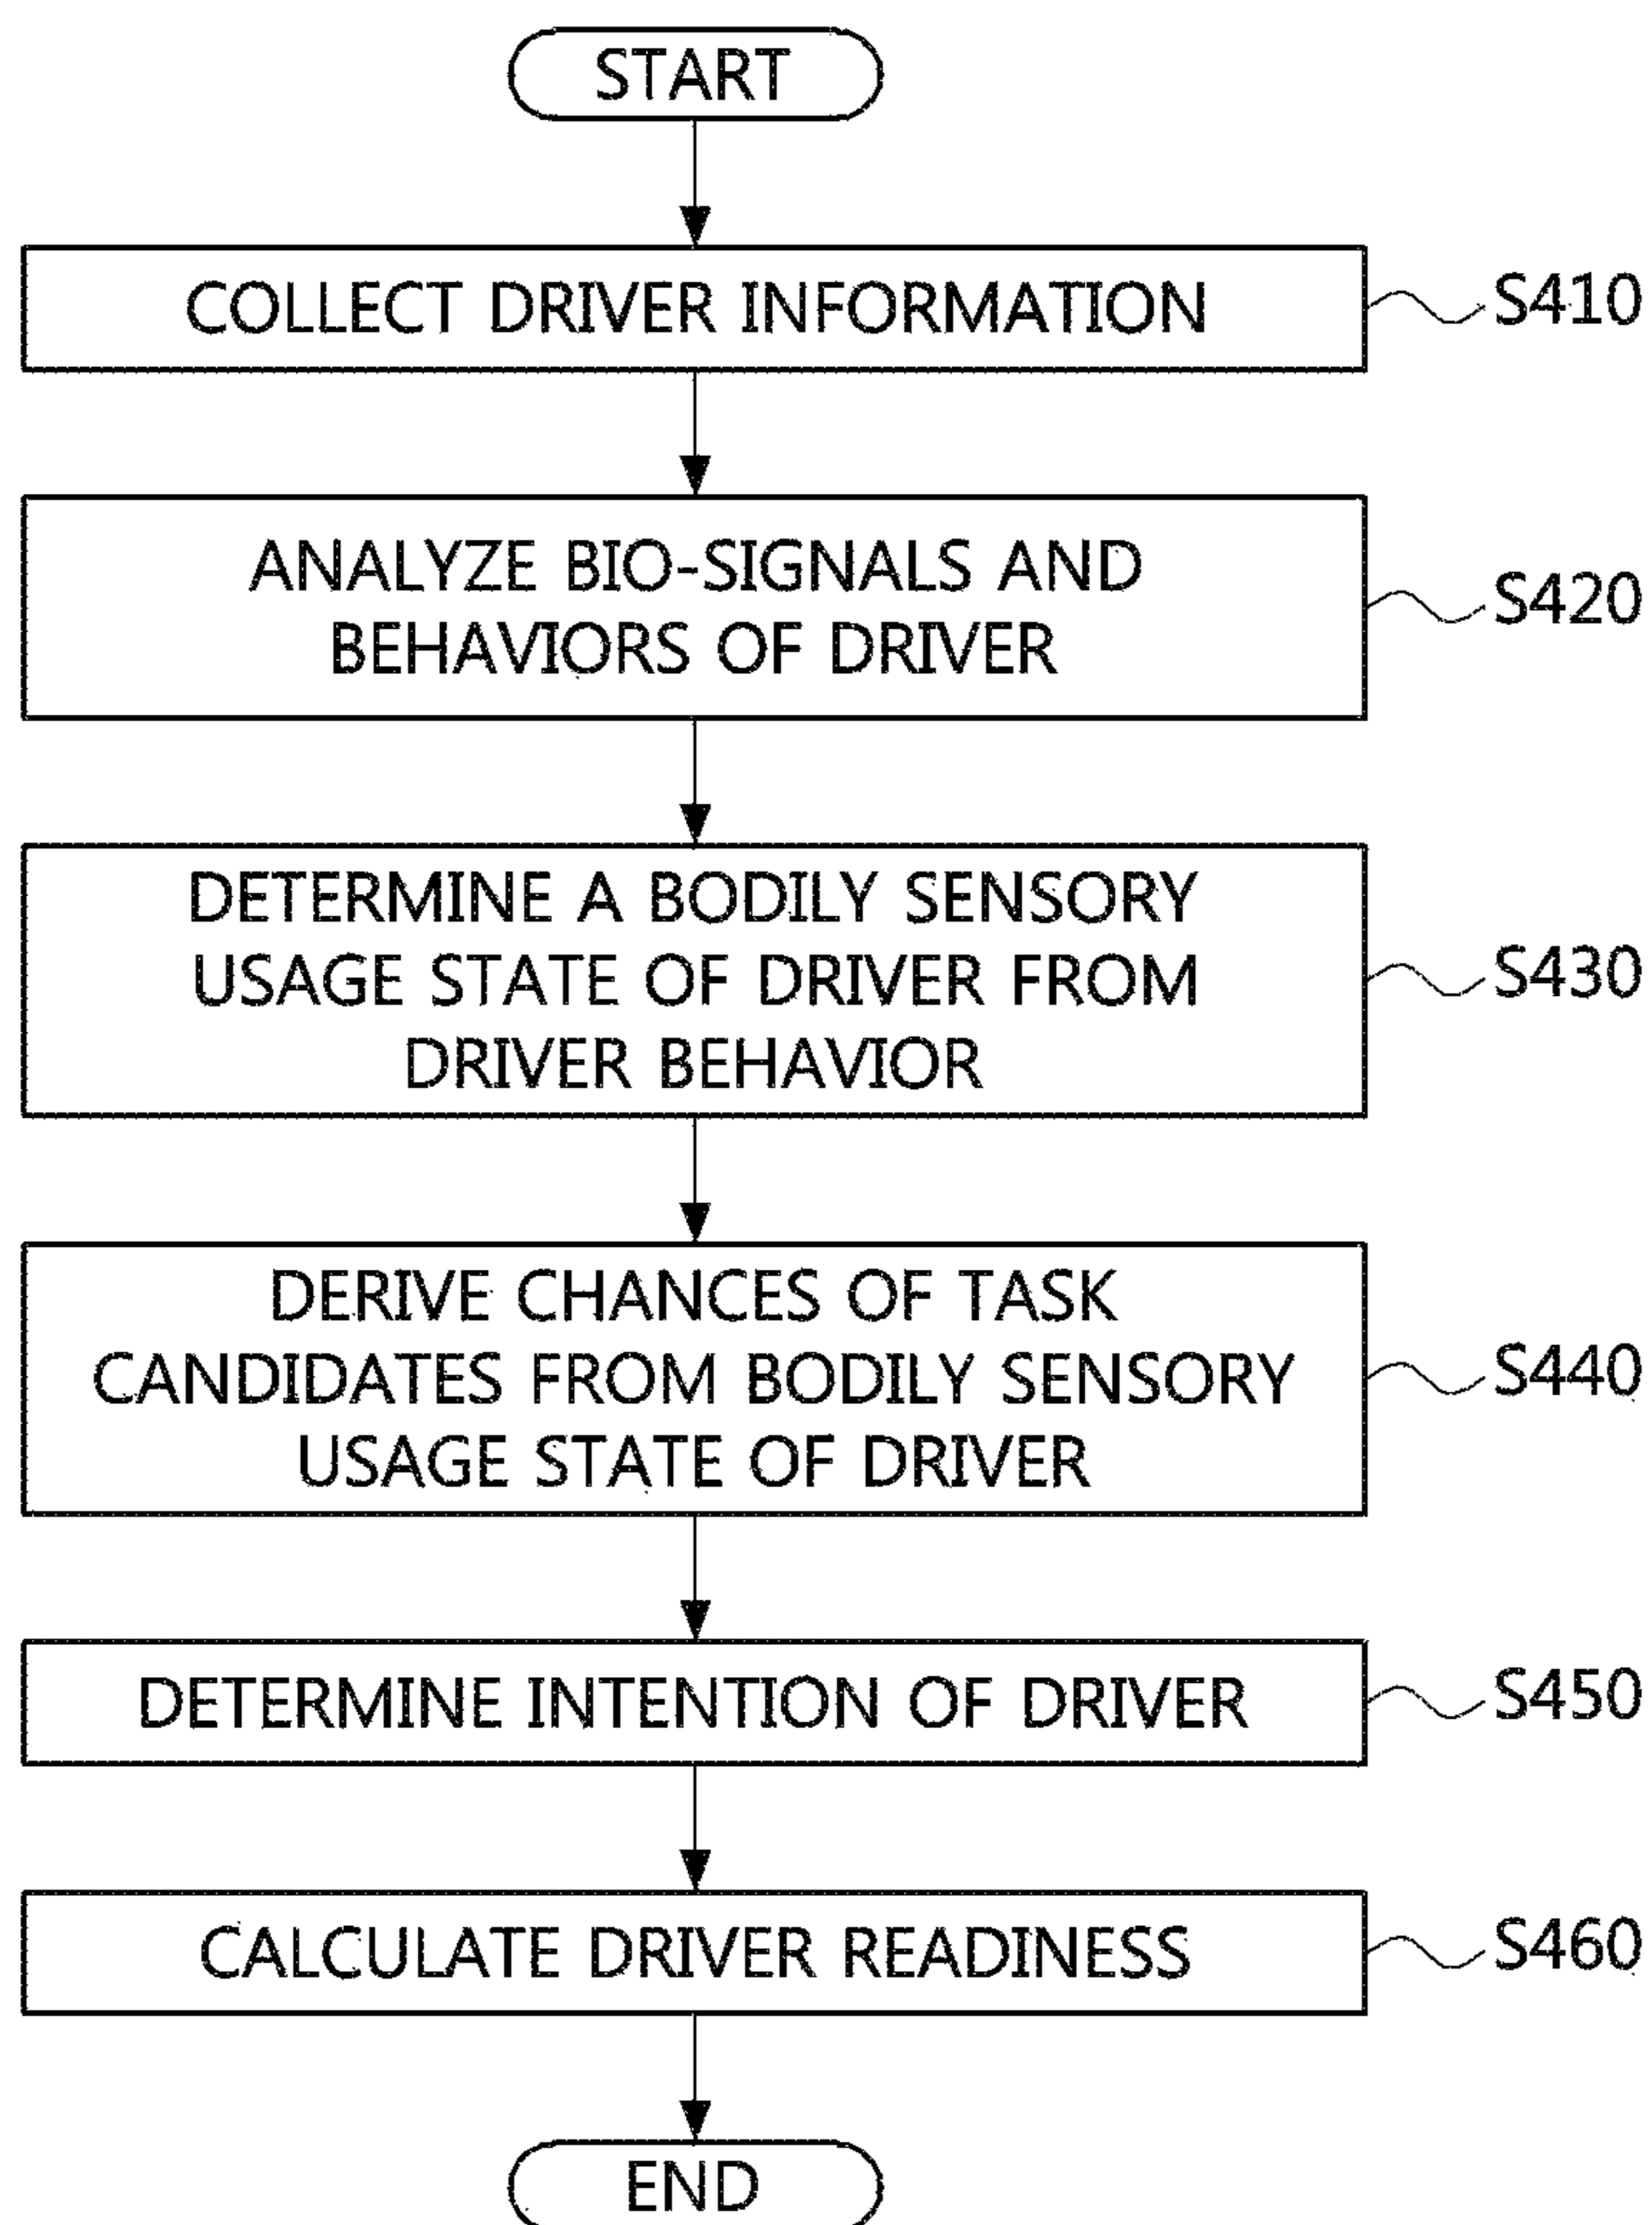 START
COLLECT DRIVER INFORMATION
S410
ANALYZE BIO-SIGNALS AND
BEHAVIORS OF DRIVER
S420
DETERMINE A BODILY SENSORY
USAGE STATE OF DRIVER FROM
DRIVER BEHAVIOR
S430
DERIVE CHANCES OF TASK
CANDIDATES FROM BODILY SENSORY
USAGE STATE OF DRIVER
S440
DETERMINE INTENTION OF DRIVER
S450
CALCULATE DRIVER READINESS
S460
END